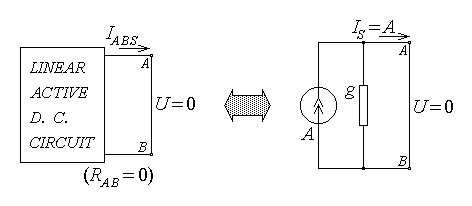 I_ABS
A
LINEAR
ACTIVE
D. C.
CIRCUIT
U=0
B
(R_AB=0)
I_S=A
A
g
A
U=0
B